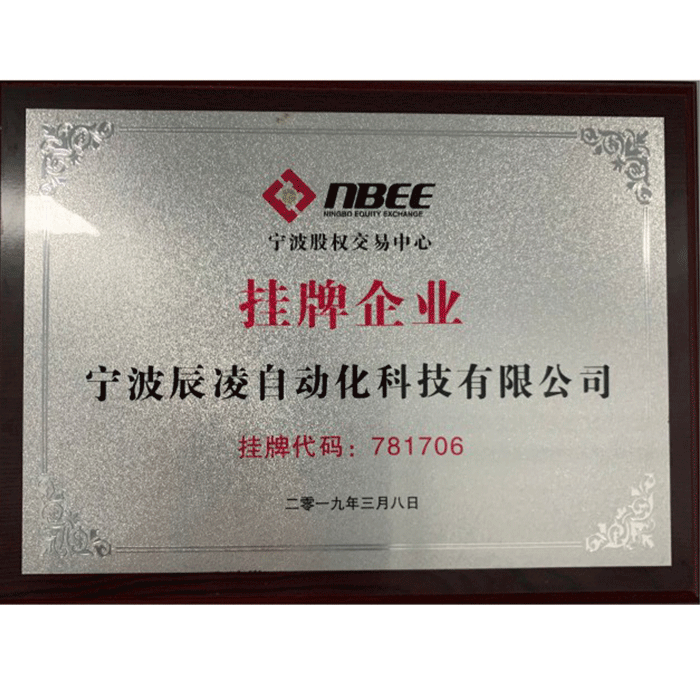 NBEE
NINGBO EQUITY EXCHANGE
宁波股权交易中心
挂牌企业
宁波辰凌自动化科技有限公司
挂牌代码：781706
二零一九年三月八日